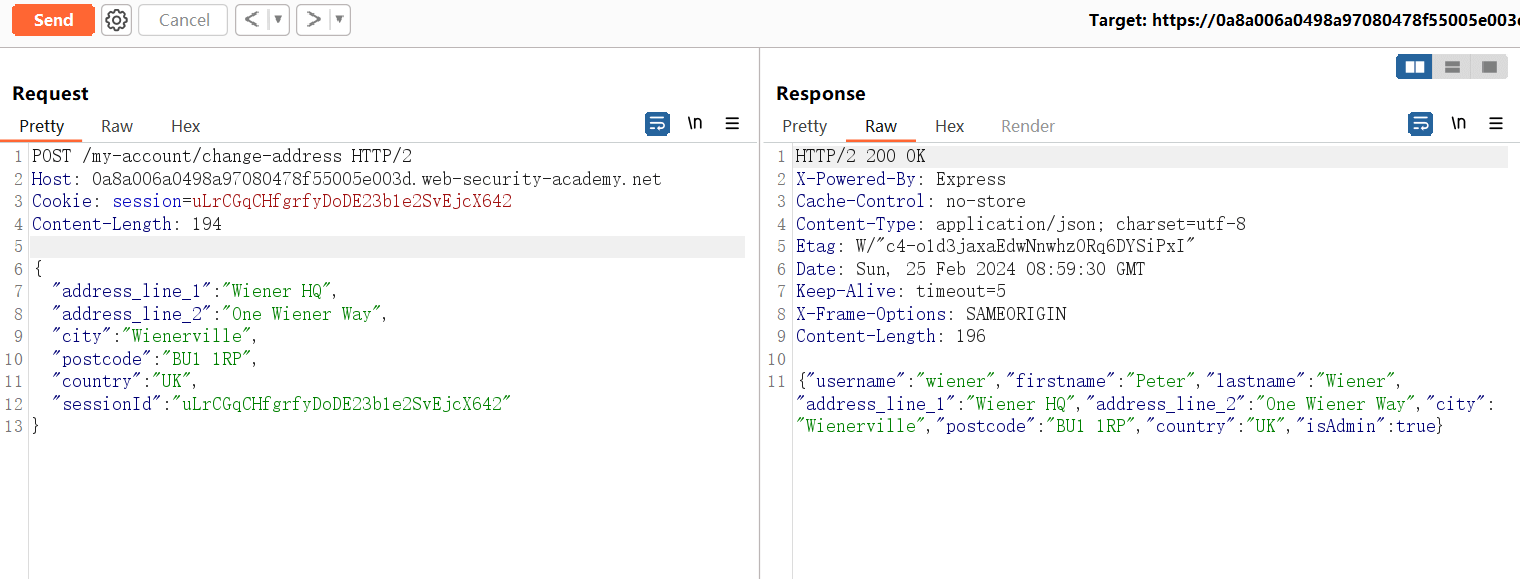 Send
Cancel
Target: https://0a8a006a0498a97080478f55005e003
Request
Pretty Raw Hex \n
1 POST /my-account/change-address HTTP/2
2 Host: 0a8a006a0498a97080478f55005e003d.web-security-academy.net
3 Cookie: session=uLrCGqCHfgrfyDoDE23b1e2SvEjcX642
4 Content-Length: 194
5
6 {
7 "address_line_1":"Wiener HQ",
8 "address_line_2":"One Wiener Way",
9 "city":"Wienerville",
10 "postcode":"BU1 1RP",
11 "country":"UK",
12 "sessionId":"uLrCGqCHfgrfyDoDE23b1e2SvEjcX642"
13 }
Response
Pretty Raw Hex Render \n
1 HTTP/2 200 OK
2 X-Powered-By: Express
3 Cache-Control: no-store
4 Content-Type: application/json; charset=utf-8
5 Etag: W/"c4-o1d3jaxaEdwNnwhzORq6DYSiPxI"
6 Date: Sun, 25 Feb 2024 08:59:30 GMT
7 Keep-Alive: timeout=5
8 X-Frame-Options: SAMEORIGIN
9 Content-Length: 196
10
11 {"username":"wiener","firstname":"Peter","lastname":"Wiener",
"address_line_1":"Wiener HQ","address_line_2":"One Wiener Way","city":
"Wienerville","postcode":"BU1 1RP","country":"UK","isAdmin":true}